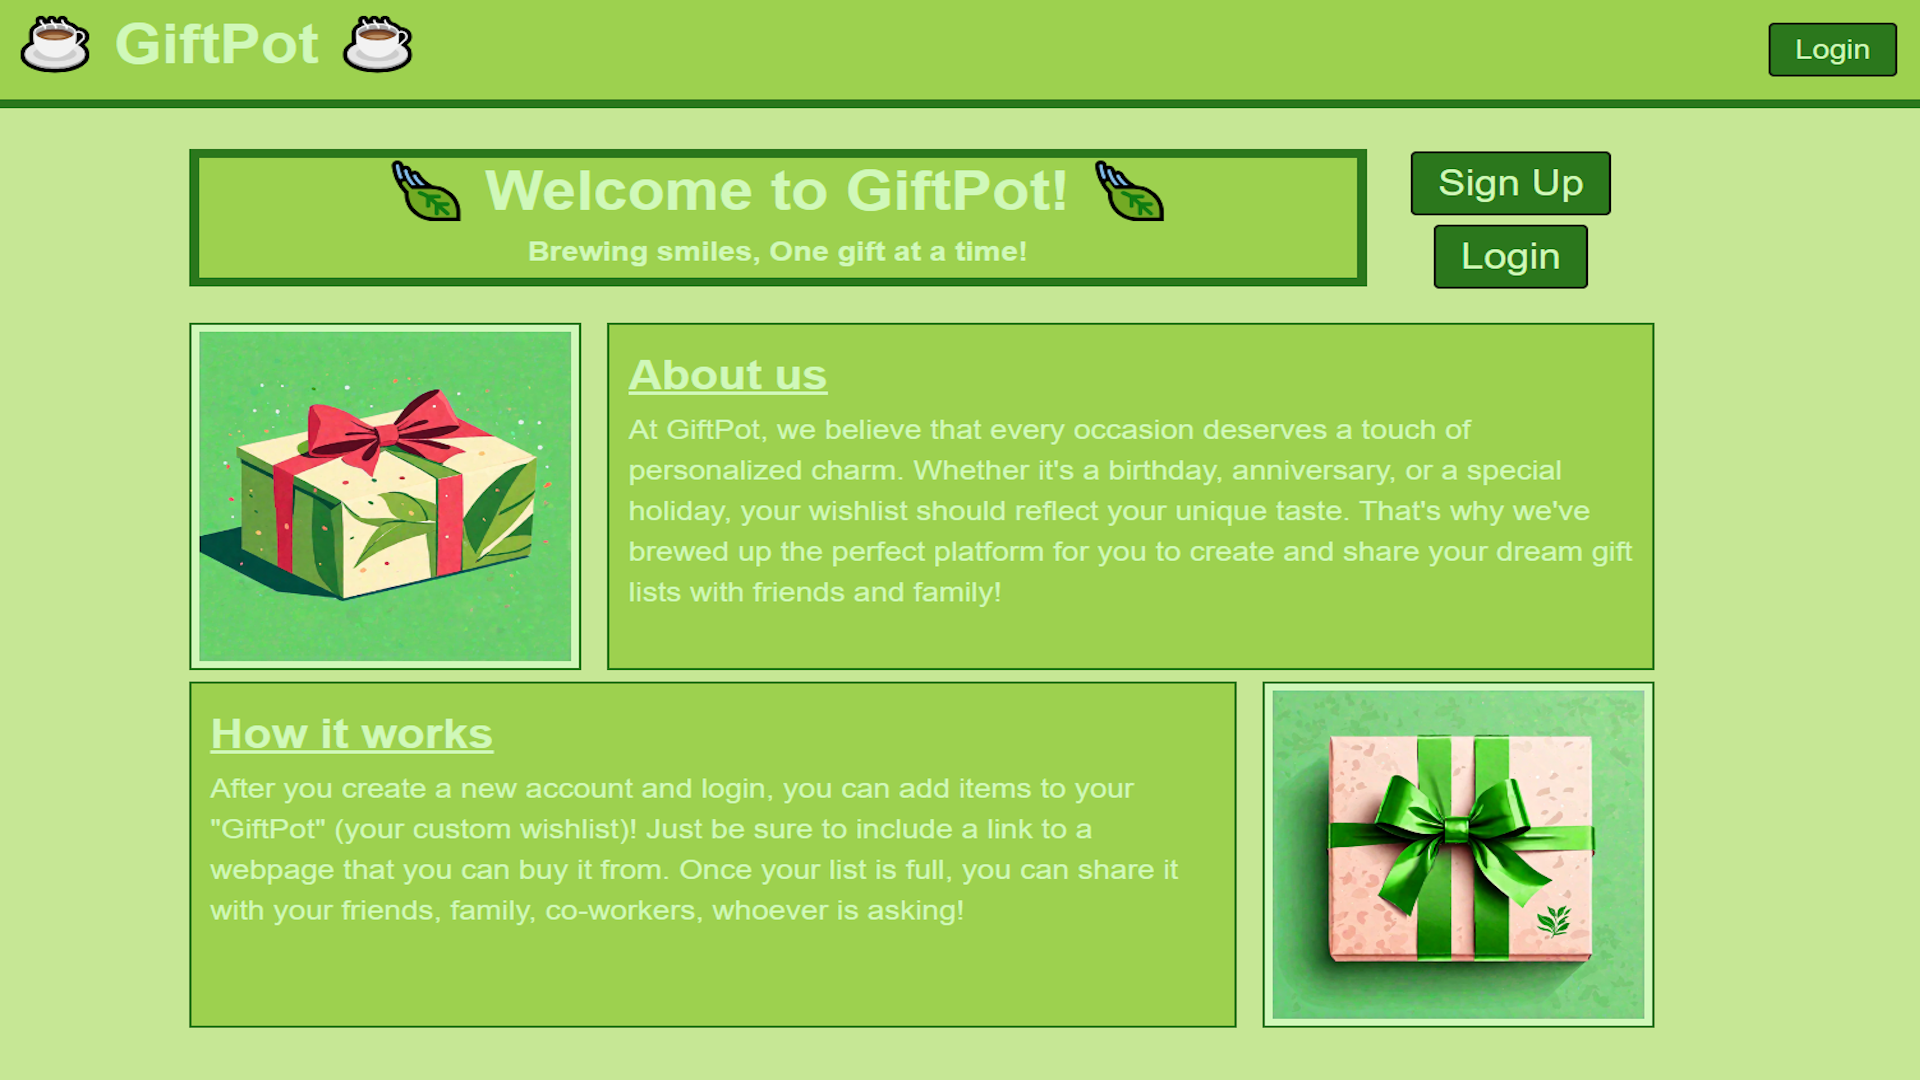 GiftPot
Login
Welcome to GiftPot!
Brewing smiles, One gift at a time!
Sign Up
Login
About us
At GiftPot, we believe that every occasion deserves a touch of
personalized charm. Whether it's a birthday, anniversary, or a special
holiday, your wishlist should reflect your unique taste. That's why we've
brewed up the perfect platform for you to create and share your dream gift
lists with friends and family!
How it works
After you create a new account and login, you can add items to your
"GiftPot" (your custom wishlist)! Just be sure to include a link to a
webpage that you can buy it from. Once your list is full, you can share it
with your friends, family, co-workers, whoever is asking!